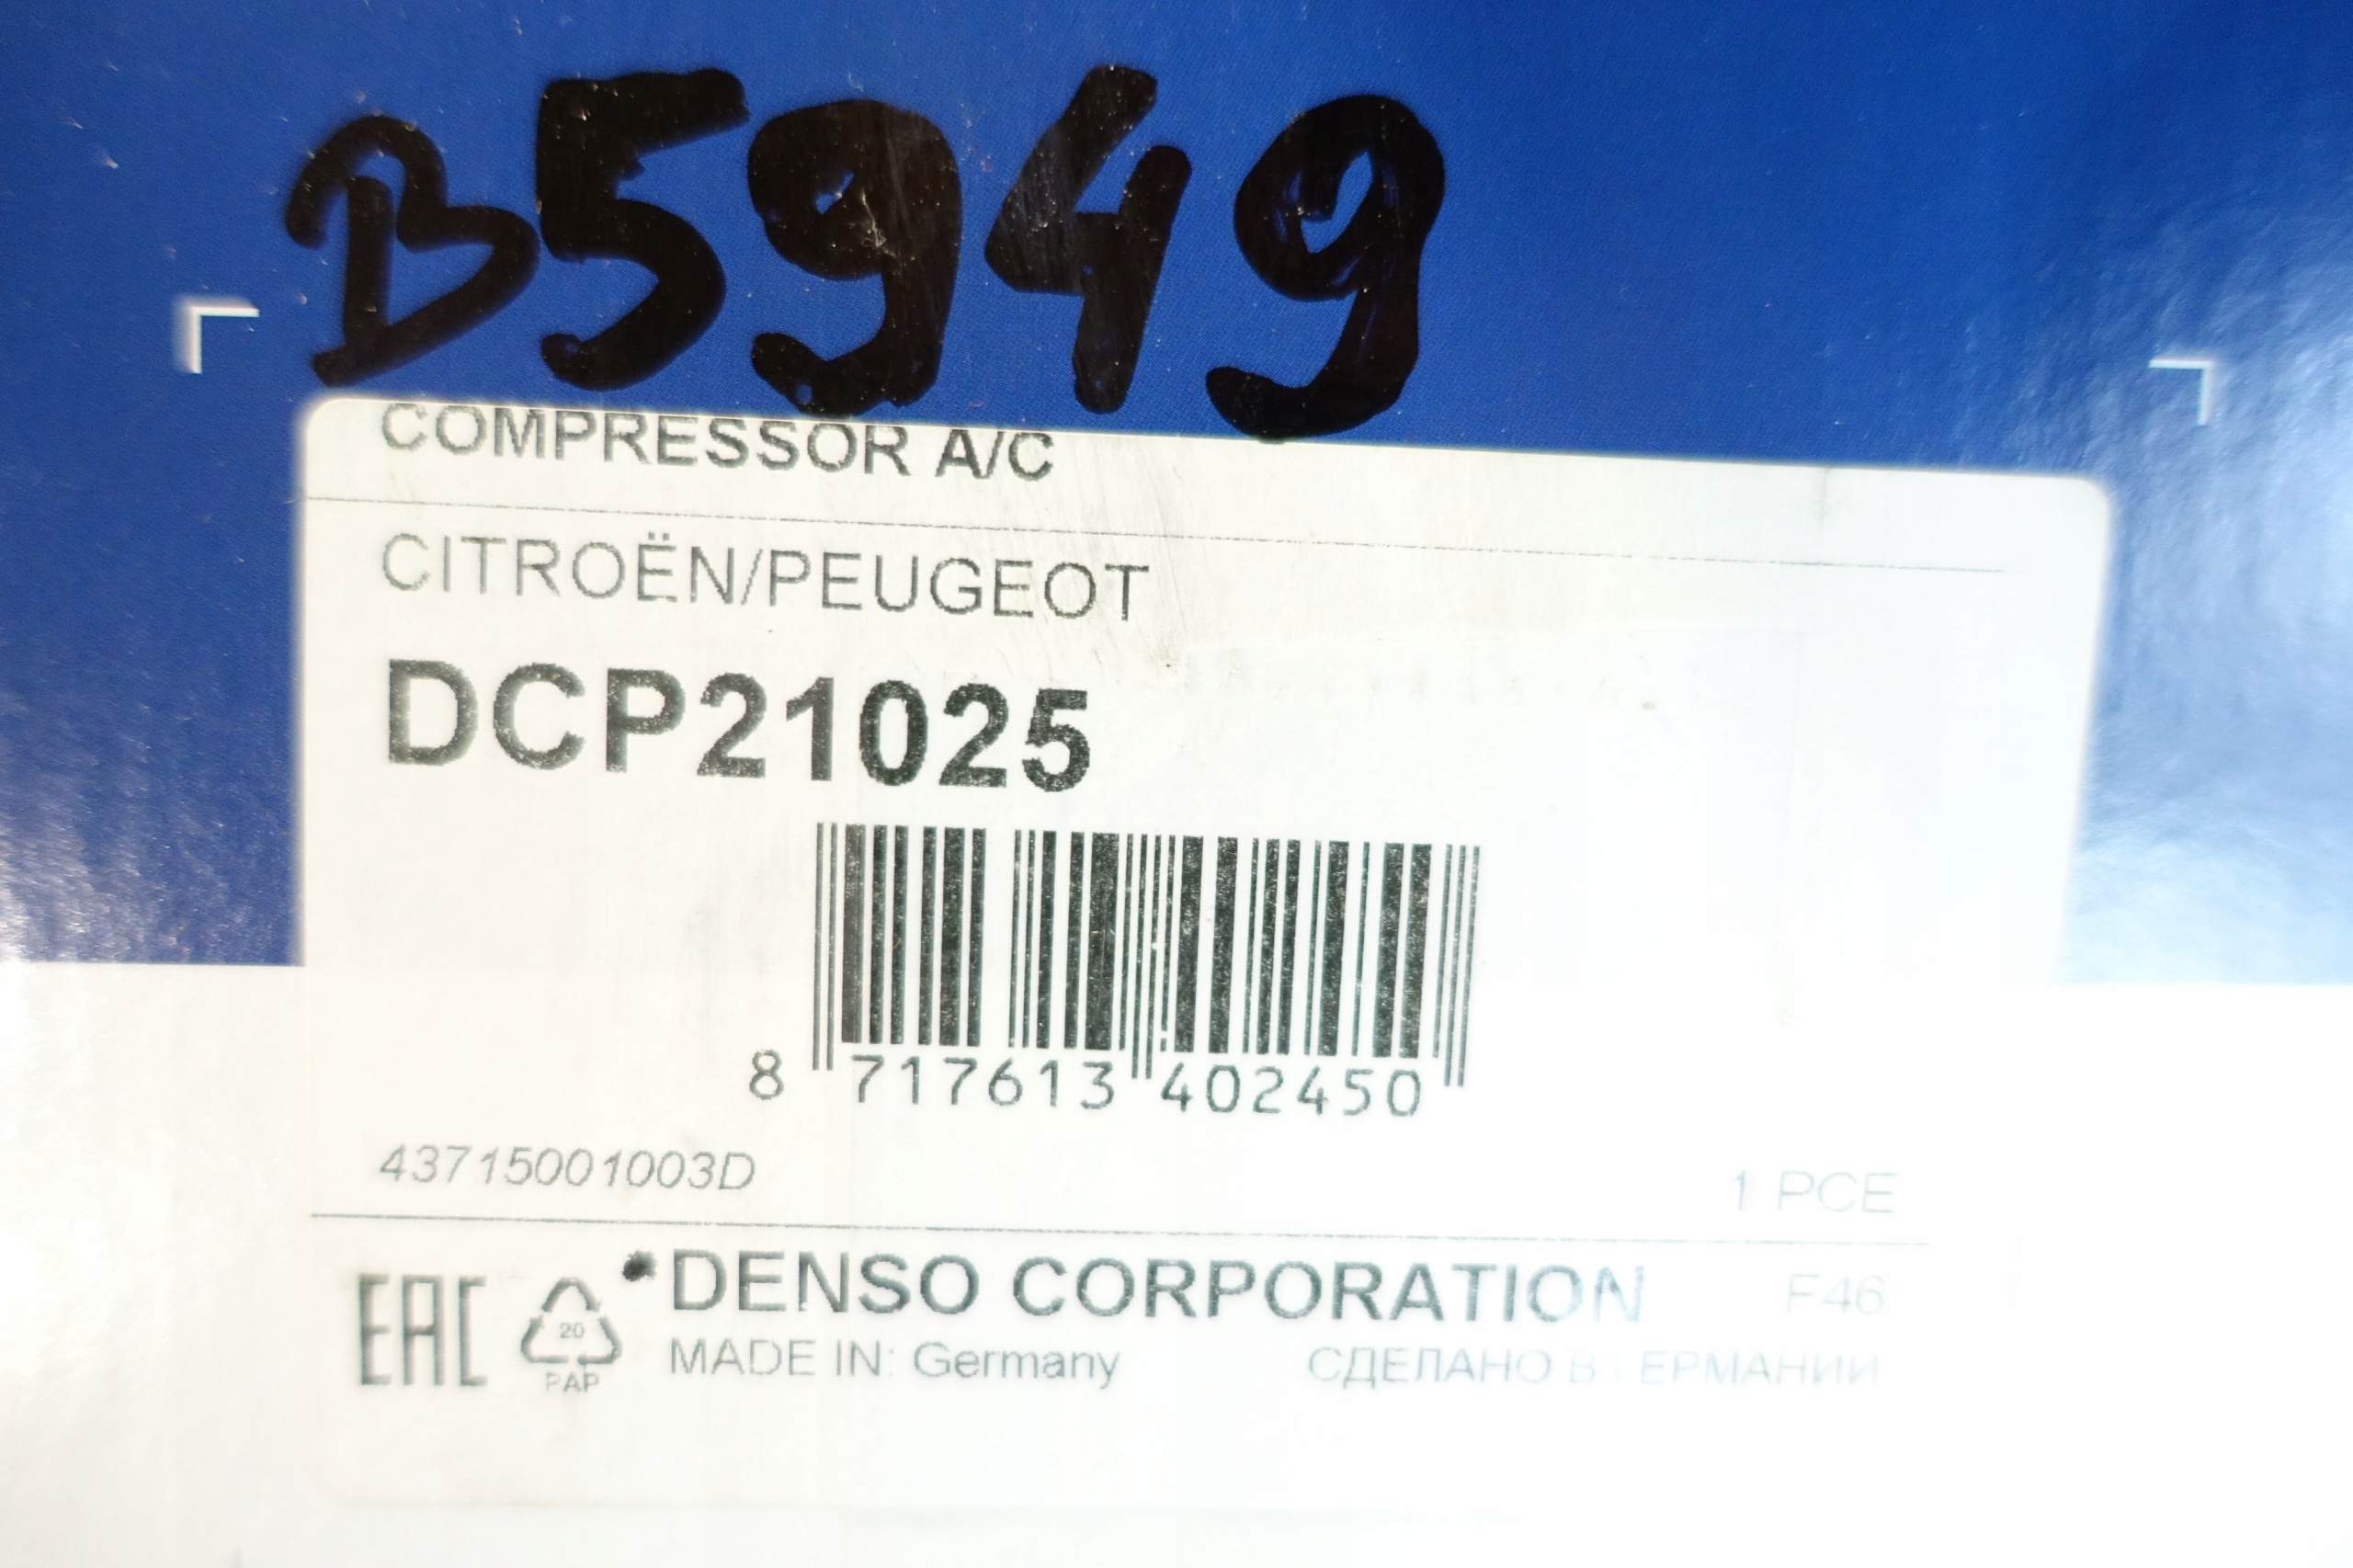 B5949
COMPRESSOR A/C
CITROËN/PEUGEOT
DCP21025
8 717613 402450
43715001003D
1 PCE
EAC
20
PAP
DENSO CORPORATION
F46
MADE IN: Germany
СДЕЛАНО В ГЕРМАНИИ